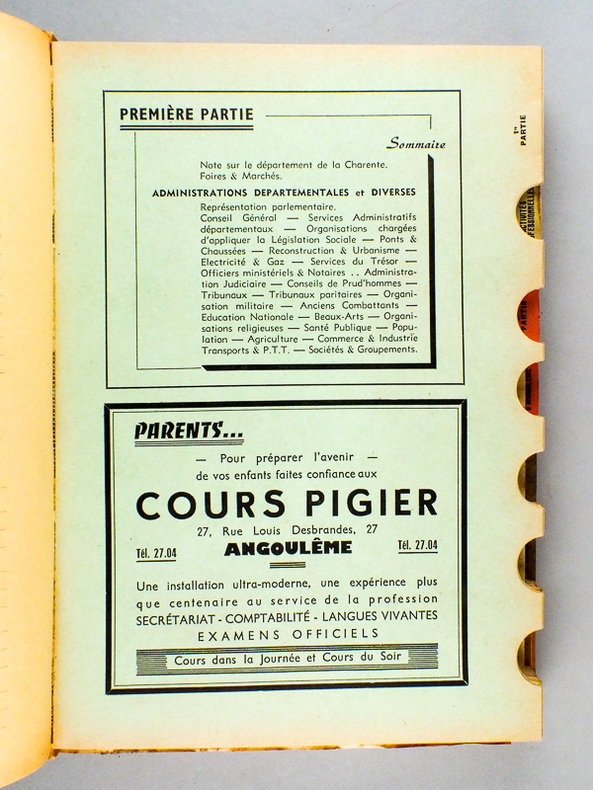 PREMIÈRE PARTIE
Sommaire
Note sur le département de la Charente.
Foires & Marchés.
ADMINISTRATIONS DEPARTEMENTALES et DIVERSES
Représentation parlementaire.
Conseil Général — Services Administratifs
départementaux — Organisations chargées
d'appliquer la Législation Sociale — Ponts &
Chaussées — Reconstruction & Urbanisme —
Electricité & Gaz — Services du Trésor —
Officiers ministériels & Notaires . . Administra-
tion Judiciaire — Conseils de Prud'hommes —
Tribunaux — Tribunaux paritaires — Organi-
sation militaire — Anciens Combattants —
Education Nationale — Beaux-Arts — Organi-
sations religieuses — Santé Publique — Popu-
lation — Agriculture — Commerce & Industrie
Transports & P.T.T. — Sociétés & Groupements.
PARENTS...
— Pour préparer l'avenir —
de vos enfants faites confiance aux
COURS PIGIER
27, Rue Louis Desbrandes, 27
Tél. 27.04 ANGOULÊME Tél. 27.04
Une installation ultra-moderne, une expérience plus
que centenaire au service de la profession
SECRÉTARIAT - COMPTABILITÉ - LANGUES VIVANTES
EXAMENS OFFICIELS
Cours dans la Journée et Cours du Soir
1re
PARTIE
PARTIE